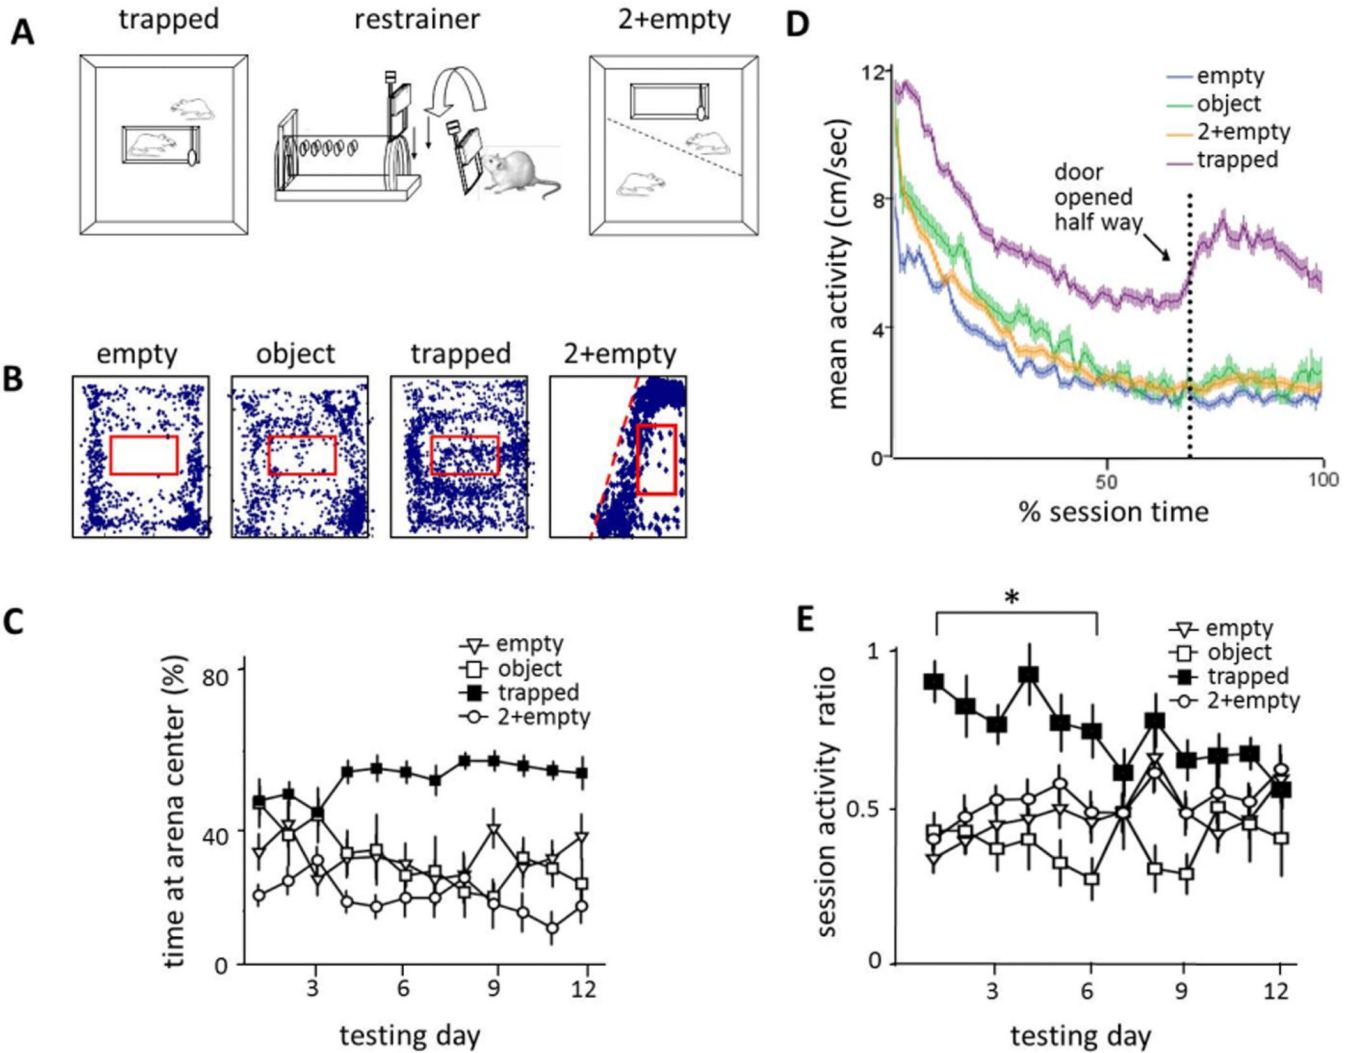 A
trapped
restrainer
2+empty
B
empty
object
trapped
2+empty
C
time at arena center (%)
80
40
0
3
6
9
12
testing day
empty
object
trapped
2+empty
D
mean activity (cm/sec)
12
8
4
0
50
100
% session time
empty
object
2+empty
trapped
door
opened
half way
E
session activity ratio
1
0.5
0
3
6
9
12
testing day
*
empty
object
trapped
2+empty